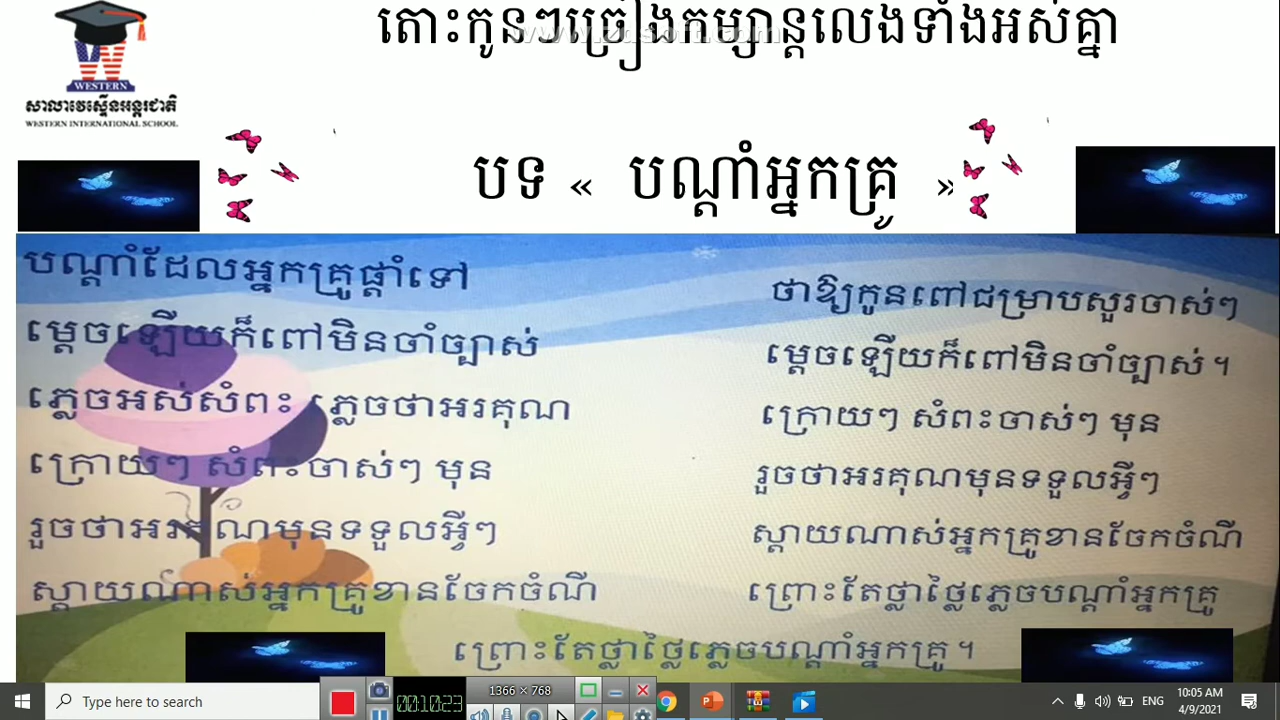 តោះកូនៗច្រៀងកម្សាន្តលេងទាំងអស់គ្នា
www.zdsoft.com
WESTERN
សាលាវេស្ទើនអន្តរជាតិ
WESTERN INTERNATIONAL SCHOOL
បទ « បណ្ដាំអ្នកគ្រូ »
បណ្ដាំដែលអ្នកគ្រូផ្ដាំទៅ
ថាឱ្យកូនពៅជម្រាបសួរចាស់ៗ
ម្ដេចឡើយក៏ពៅមិនចាំច្បាស់
ម្ដេចឡើយក៏ពៅមិនចាំច្បាស់។
ភ្លេចអស់សំពះ ភ្លេចថាអរគុណ
ក្រោយៗ សំពះចាស់ៗ មុន
ក្រោយៗ សំពះចាស់ៗ មុន
រួចថាអរគុណមុនទទួលអ្វីៗ
រួចថាអរគុណមុនទទួលអ្វីៗ
ស្ដាយណាស់អ្នកគ្រូខានចែកចំណី
ស្ដាយណាស់អ្នកគ្រូខានចែកចំណី
ព្រោះតែថ្លាថ្លៃភ្លេចបណ្ដាំអ្នកគ្រូ
ព្រោះតែថ្លាថ្លៃភ្លេចបណ្ដាំអ្នកគ្រូ។
Type here to search
00:10:23
1366 × 768
ENG
10:05 AM
4/9/2021